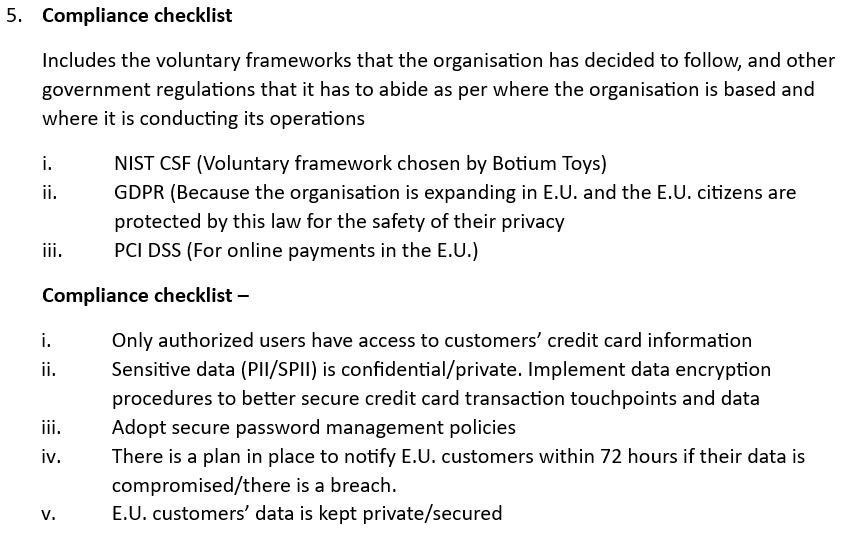 5. Compliance checklist
Includes the voluntary frameworks that the organisation has decided to follow, and other
government regulations that it has to abide as per where the organisation is based and
where it is conducting its operations
i. NIST CSF (Voluntary framework chosen by Botium Toys)
ii. GDPR (Because the organisation is expanding in E.U. and the E.U. citizens are
protected by this law for the safety of their privacy
iii. PCI DSS (For online payments in the E.U.)
Compliance checklist –
i. Only authorized users have access to customers’ credit card information
ii. Sensitive data (PII/SPII) is confidential/private. Implement data encryption
procedures to better secure credit card transaction touchpoints and data
iii. Adopt secure password management policies
iv. There is a plan in place to notify E.U. customers within 72 hours if their data is
compromised/there is a breach.
v. E.U. customers’ data is kept private/secured